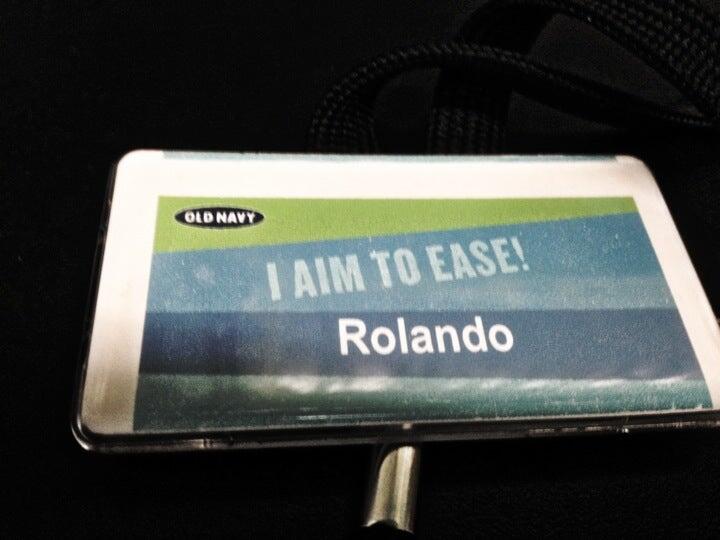 OLD NAVY
I AIM TO EASE!
Rolando